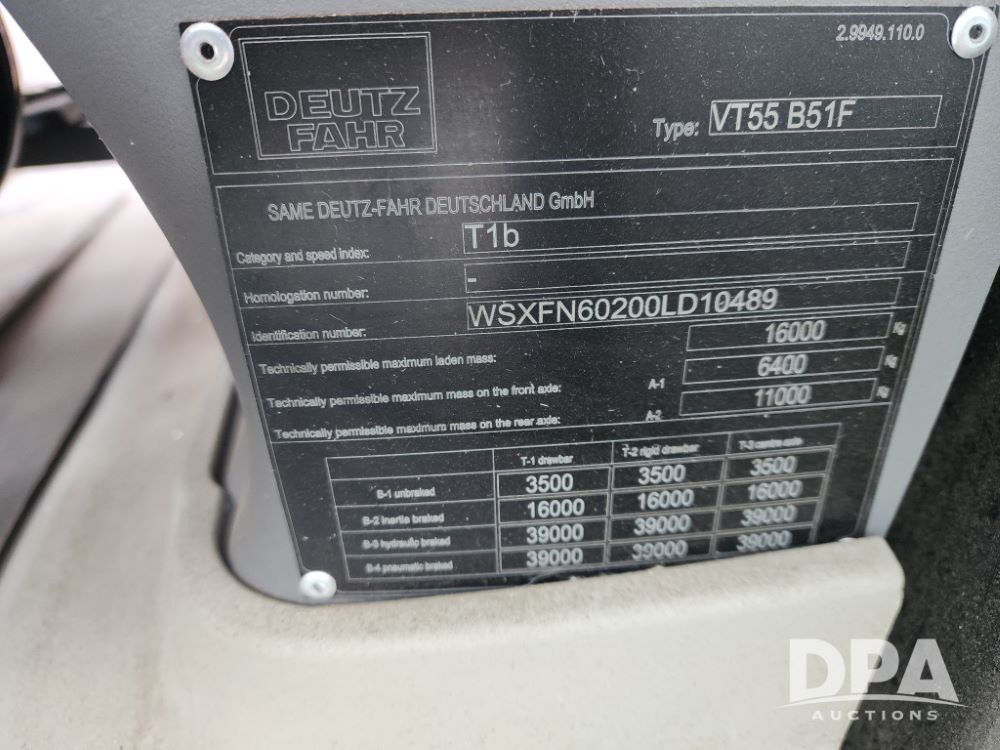 2.9949.110.0
DEUTZ
FAHR
Type: VT55 B51F
SAME DEUTZ-FAHR DEUTSCHLAND GmbH
Category and speed index: T1b
Homologation number: -
Identification number: WSXFN60200LD10489
Technically permissible maximum laden mass: 16000 Kg
Technically permissible maximum mass on the front axle: A-1 6400 Kg
Technically permissible maximum mass on the rear axle: A-2 11000 Kg
T-1 drawbar T-2 rigid drawbar T-3 centre axle
B-1 unbraked 3500 3500 3500
B-2 inertia braked 16000 16000 16000
B-3 hydraulic braked 39000 39000 39000
B-4 pneumatic braked 39000 39000 39000
DPA
AUCTIONS